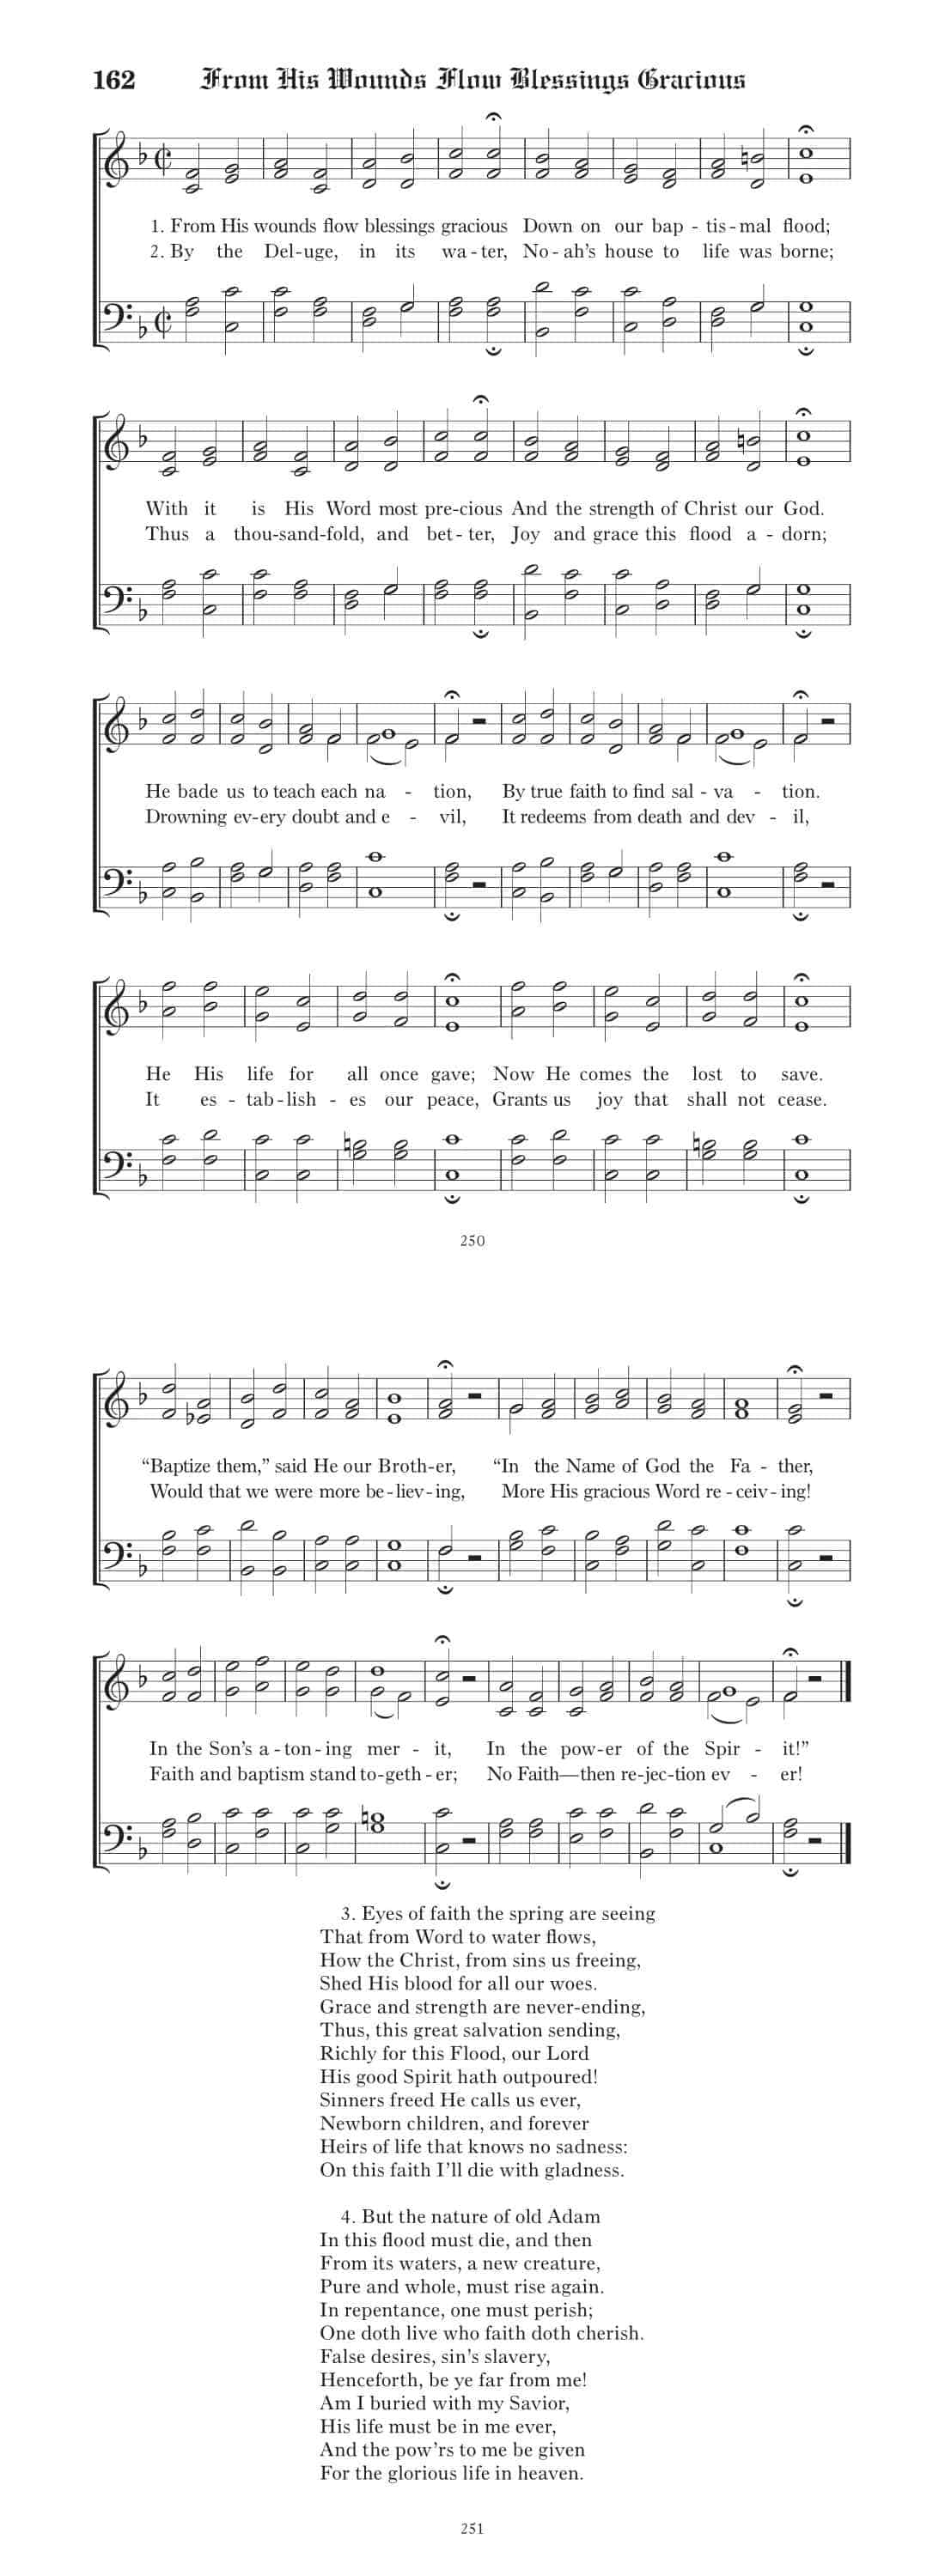 162 From His Wounds Flow Blessings Gracious
1. From His wounds flow blessings gracious Down on our bap - tis - mal flood;
2. By the Del - uge, in its wa - ter, No - ah’s house to life was borne;
With it is His Word most pre - cious And the strength of Christ our God.
Thus a thou - sand - fold, and bet - ter, Joy and grace this flood a - dorn;
He bade us to teach each na - tion, By true faith to find sal - va - tion.
Drowning ev - ery doubt and e - vil, It redeems from death and dev - il,
He His life for all once gave; Now He comes the lost to save.
It es - tab - lish - es our peace, Grants us joy that shall not cease.
250
“Baptize them,” said He our Broth - er, “In the Name of God the Fa - ther,
Would that we were more be - liev - ing, More His gracious Word re - ceiv - ing!
In the Son’s a - ton - ing mer - it, In the pow - er of the Spir - it!”
Faith and baptism stand to - geth - er; No Faith—then re - jec - tion ev - er!
3. Eyes of faith the spring are seeing
That from Word to water flows,
How the Christ, from sins us freeing,
Shed His blood for all our woes.
Grace and strength are never-ending,
Thus, this great salvation sending,
Richly for this Flood, our Lord
His good Spirit hath outpoured!
Sinners freed He calls us ever,
Newborn children, and forever
Heirs of life that knows no sadness:
On this faith I’ll die with gladness.
4. But the nature of old Adam
In this flood must die, and then
From its waters, a new creature,
Pure and whole, must rise again.
In repentance, one must perish;
One doth live who faith doth cherish.
False desires, sin’s slavery,
Henceforth, be ye far from me!
Am I buried with my Savior,
His life must be in me ever,
And the pow’rs to me be given
For the glorious life in heaven.
251